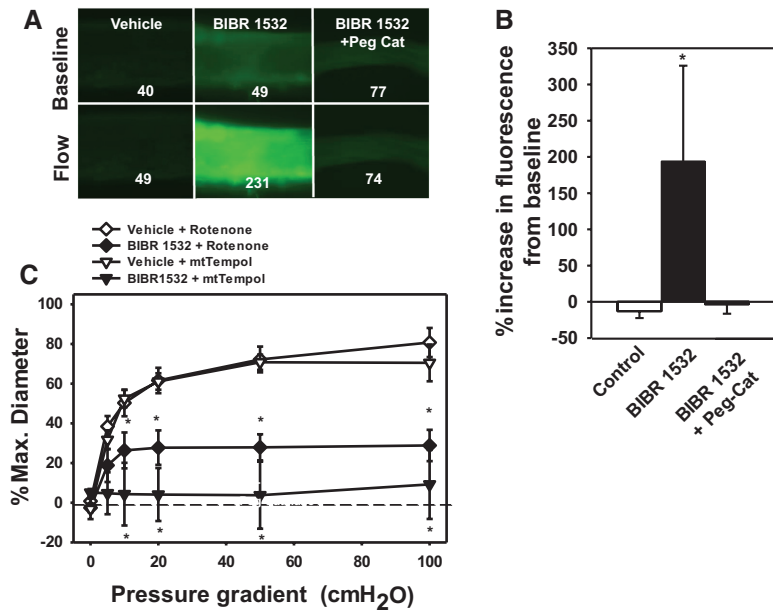 A
Vehicle
BIBR 1532
BIBR 1532
+Peg Cat
Baseline
40
49
77
Flow
49
231
74
B
% increase in fluorescence
from baseline
350
300
250
200
150
100
50
0
-50
*
Control
BIBR 1532
BIBR 1532
+ Peg-Cat
Vehicle + Rotenone
BIBR 1532 + Rotenone
Vehicle + mtTempol
BIBR1532 + mtTempol
C
% Max. Diameter
100
80
60
40
20
0
-20
* * * *
* * * *
0 20 40 60 80 100
Pressure gradient (cmH2O)